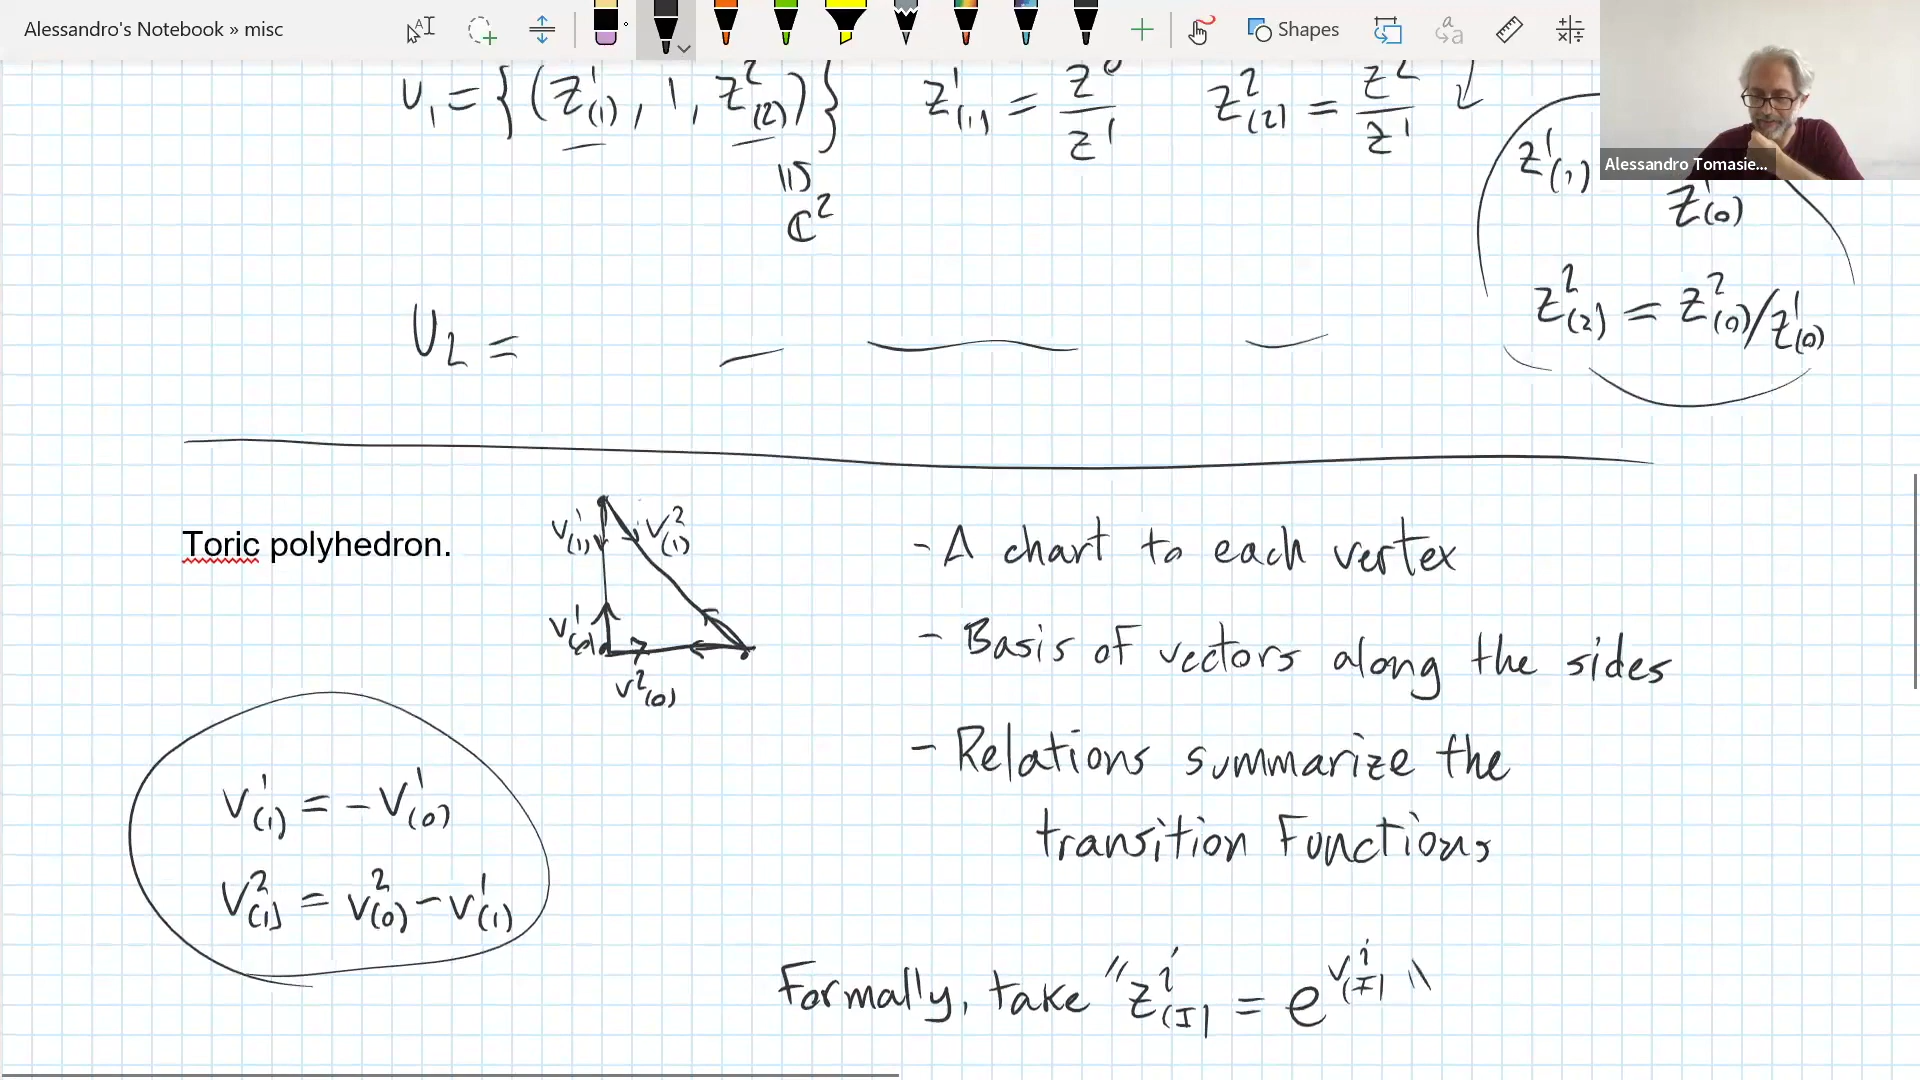 Alessandro's Notebook » misc
Shapes
Alessandro Tomasie...
U₁ = { (z¹₍₁₎, 1, z²₍₂₎) }   z¹₍₁₎ = z⁰/z¹   z²₍₂₎ = z²/z¹ ↓
ℂ²
z¹₍₁₎   z¹₍₀₎
z²₍₂₎ = z²₍₀₎/z¹₍₀₎
U₂ =
Toric polyhedron.
v¹₍₁₎   v²₍₁₎
v¹₍₀₎
v²₍₀₎
- A chart to each vertex
- Basis of vectors along the sides
- Relations summarize the
transition Functions
v¹₍₁₎ = -v¹₍₀₎
v²₍₁₎ = v²₍₀₎ - v¹₍₁₎
Formally, take "z^i_(I) = e^{v^i_(I)}"